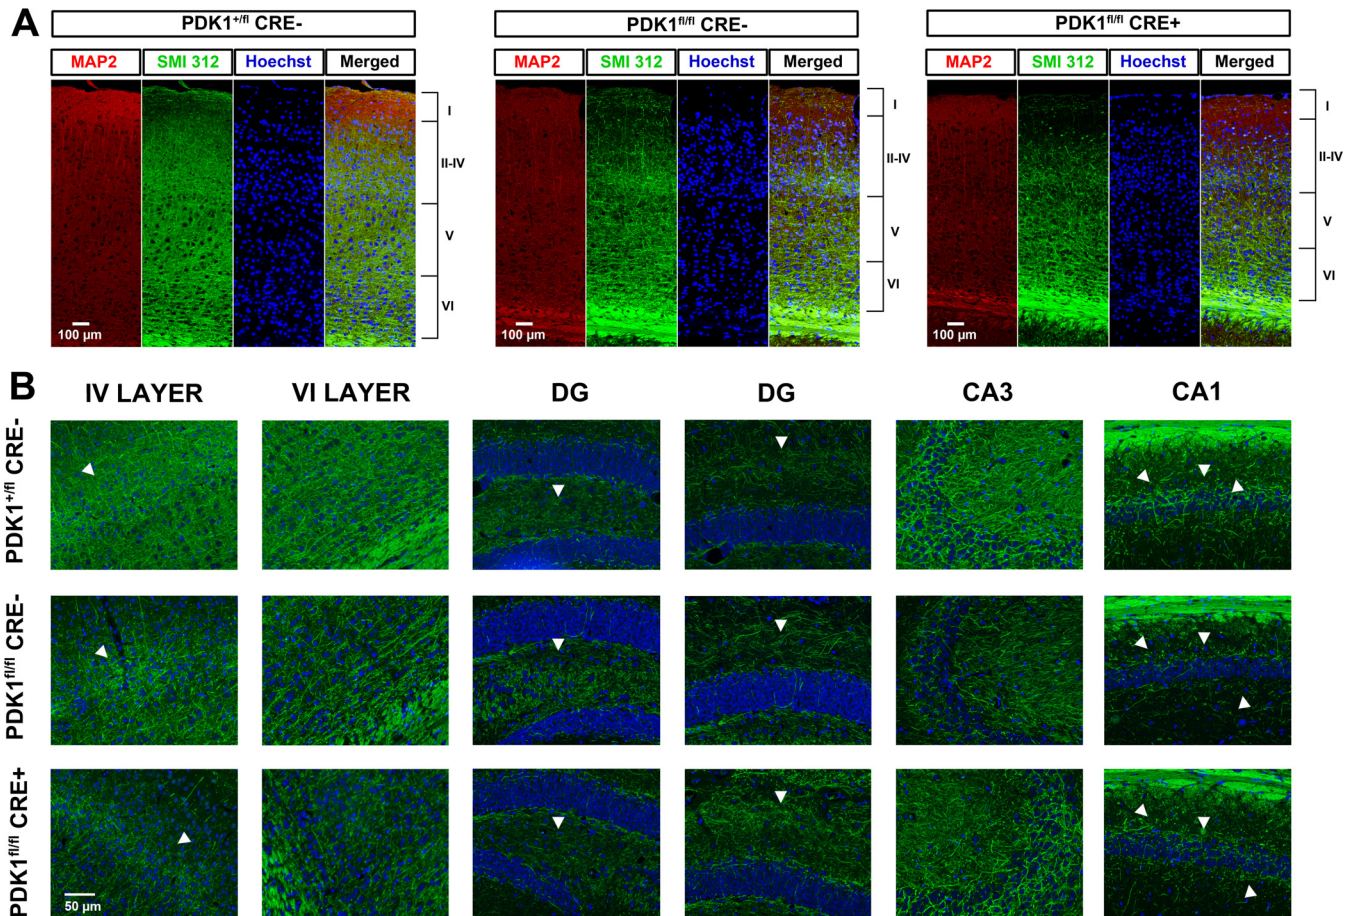 A
PDK1+/fl CRE-
PDK1fl/fl CRE-
PDK1fl/fl CRE+
MAP2 SMI 312 Hoechst Merged
MAP2 SMI 312 Hoechst Merged
MAP2 SMI 312 Hoechst Merged
I
II-IV
V
VI
100 µm
I
II-IV
V
VI
100 µm
I
II-IV
V
VI
100 µm
B
IV LAYER VI LAYER DG DG CA3 CA1
PDK1+/fl CRE-
PDK1fl/fl CRE-
PDK1fl/fl CRE+
50 µm